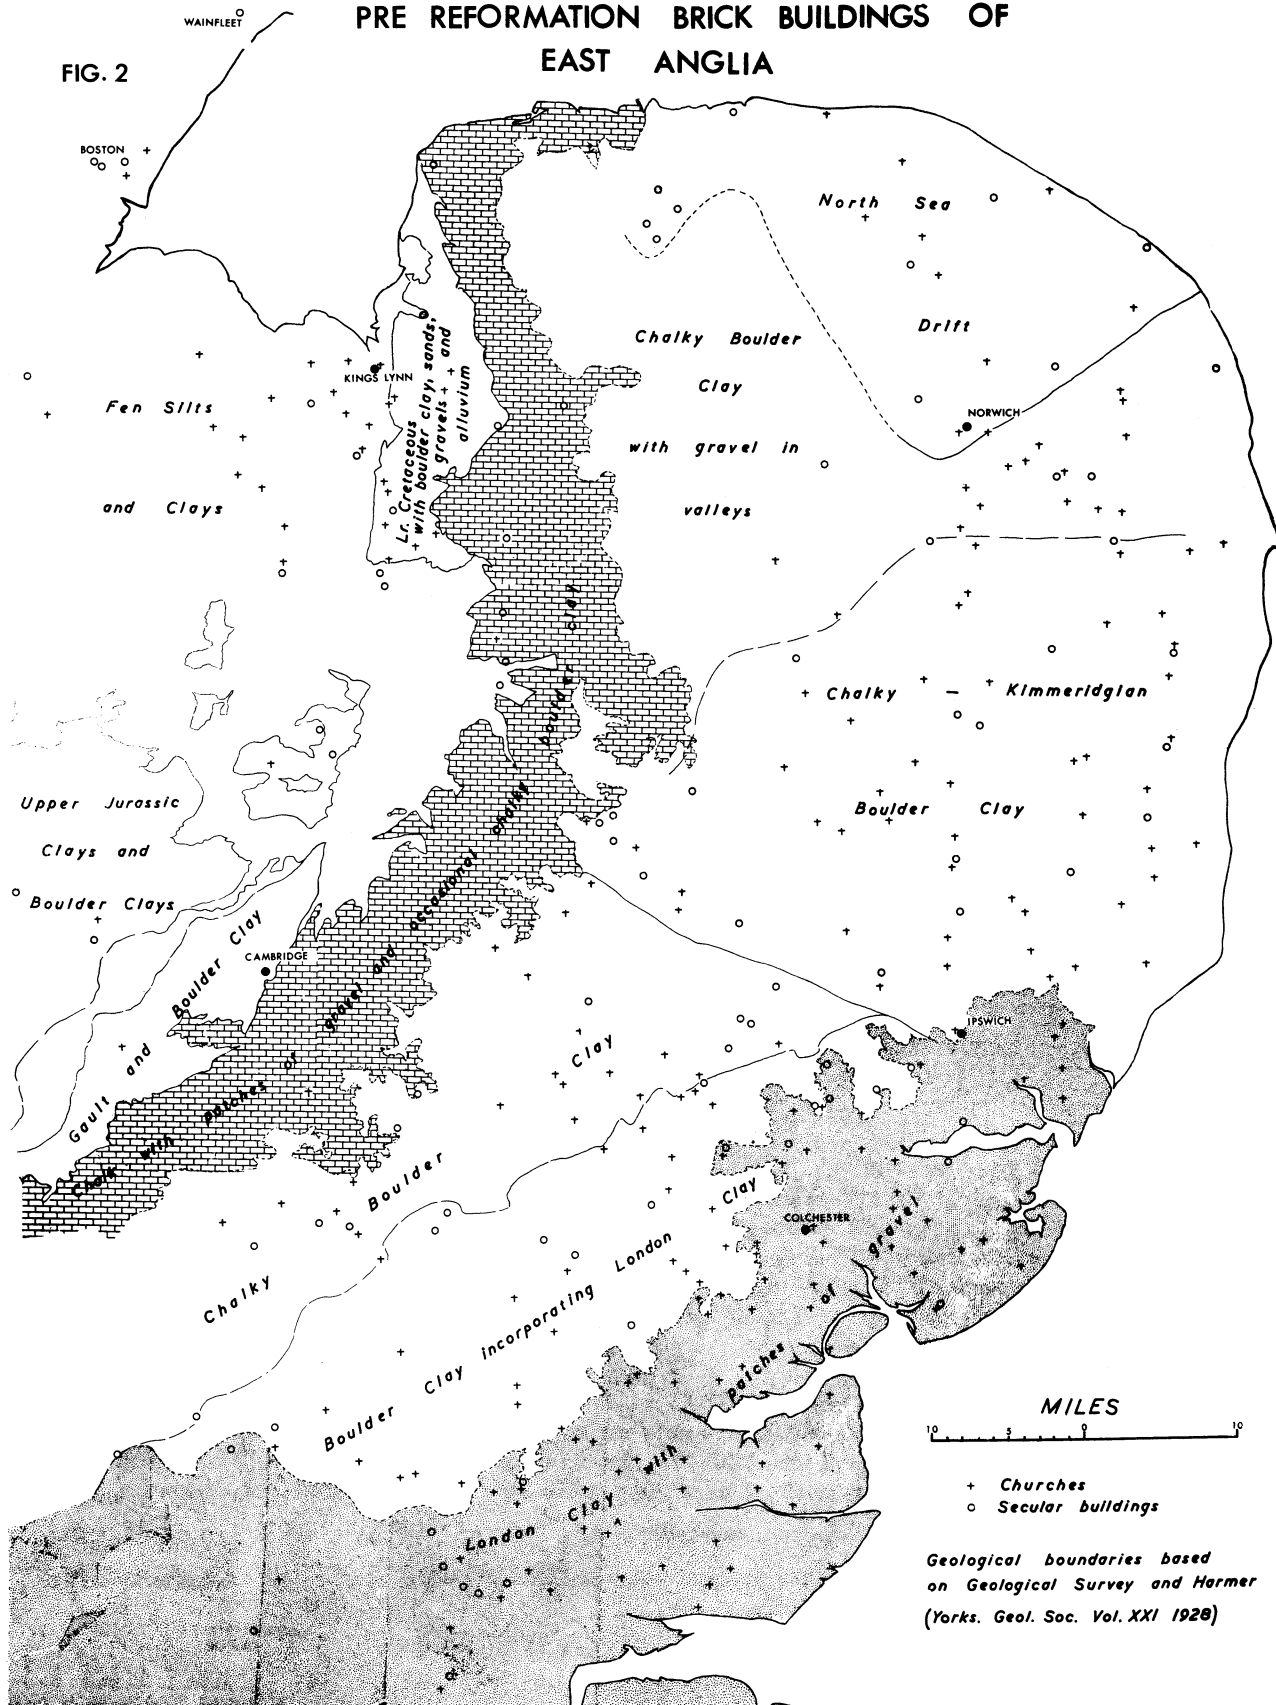 PRE REFORMATION BRICK BUILDINGS OF
EAST ANGLIA
FIG. 2
WAINFLEET
BOSTON
North Sea
Drift
Chalky Boulder
Clay
with gravel in
valleys
KINGS LYNN
Fen Silts
and Clays
Lr. Cretaceous
with boulder clay, sands,
gravels and
alluvium
NORWICH
Chalky – Kimmeridgian
Boulder Clay
Upper Jurassic
Clays and
Boulder Clays
Gault and Boulder Clay
CAMBRIDGE
Chalk with patches of gravel and occasional chalky boulder clay
IPSWICH
Chalky Boulder Clay
Boulder Clay incorporating London Clay
COLCHESTER
London Clay with patches of gravel
MILES
10 5 0 10
+ Churches
o Secular buildings
Geological boundaries based
on Geological Survey and Harmer
(Yorks. Geol. Soc. Vol. XXI 1928)